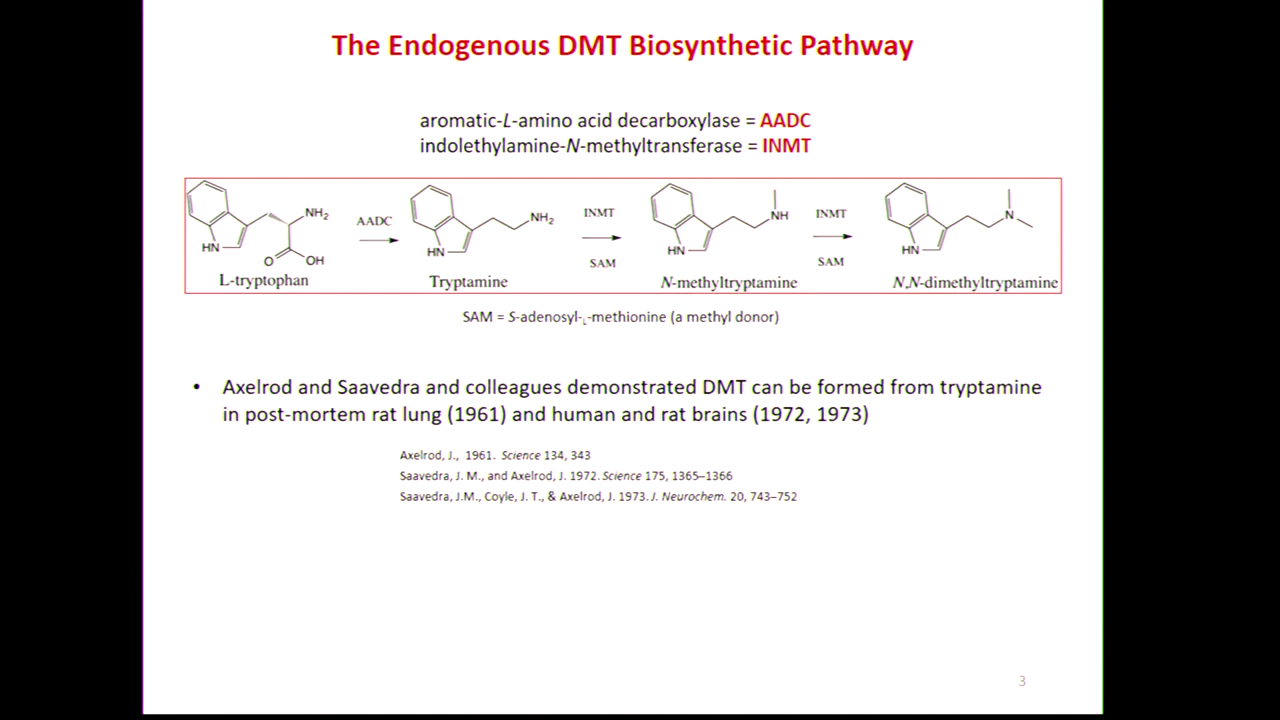 The Endogenous DMT Biosynthetic Pathway
aromatic-L-amino acid decarboxylase = AADC
indolethylamine-N-methyltransferase = INMT
HN NH2 O OH
L-tryptophan
AADC
HN NH2
Tryptamine
INMT
SAM
HN NH
N-methyltryptamine
INMT
SAM
HN N
N,N-dimethyltryptamine
SAM = S-adenosyl-L-methionine (a methyl donor)
• Axelrod and Saavedra and colleagues demonstrated DMT can be formed from tryptamine
in post-mortem rat lung (1961) and human and rat brains (1972, 1973)
Axelrod, J., 1961. Science 134, 343
Saavedra, J. M., and Axelrod, J. 1972. Science 175, 1365–1366
Saavedra, J.M., Coyle, J. T., & Axelrod, J. 1973. J. Neurochem. 20, 743–752
3